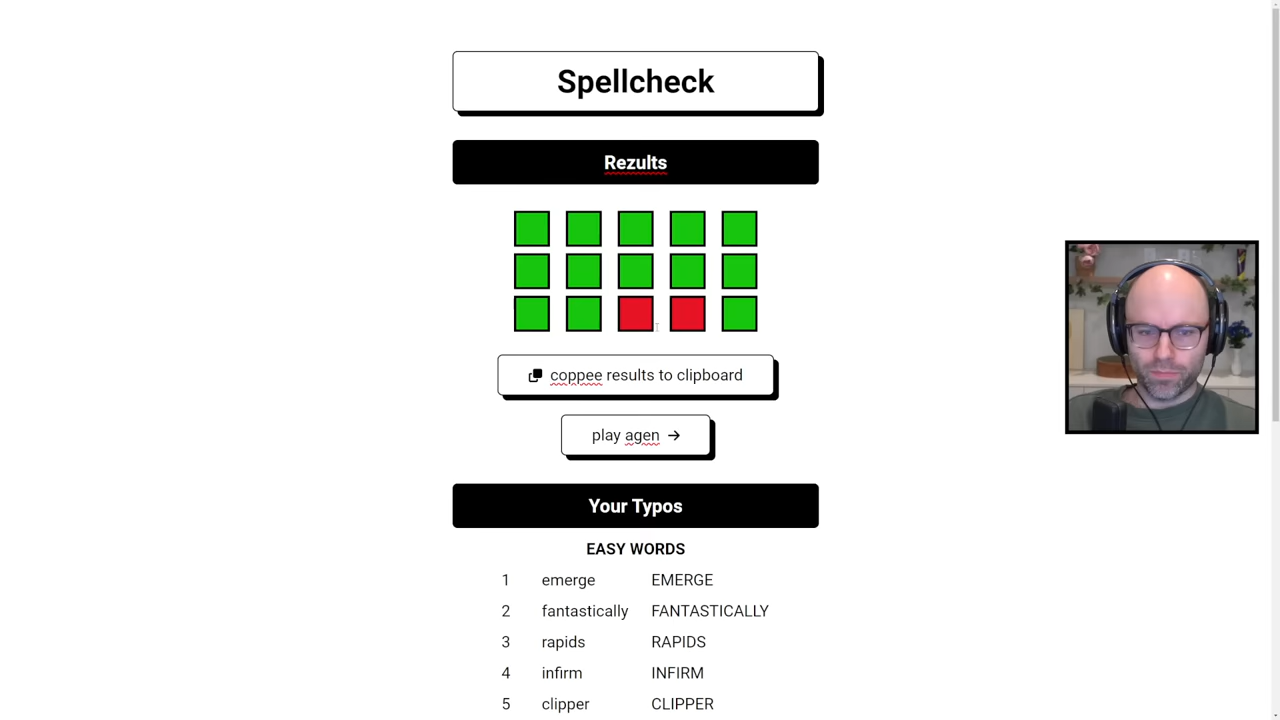 Spellcheck
Rezults
coppee results to clipboard
play agen →
Your Typos
EASY WORDS
1 emerge EMERGE
2 fantastically FANTASTICALLY
3 rapids RAPIDS
4 infirm INFIRM
5 clipper CLIPPER